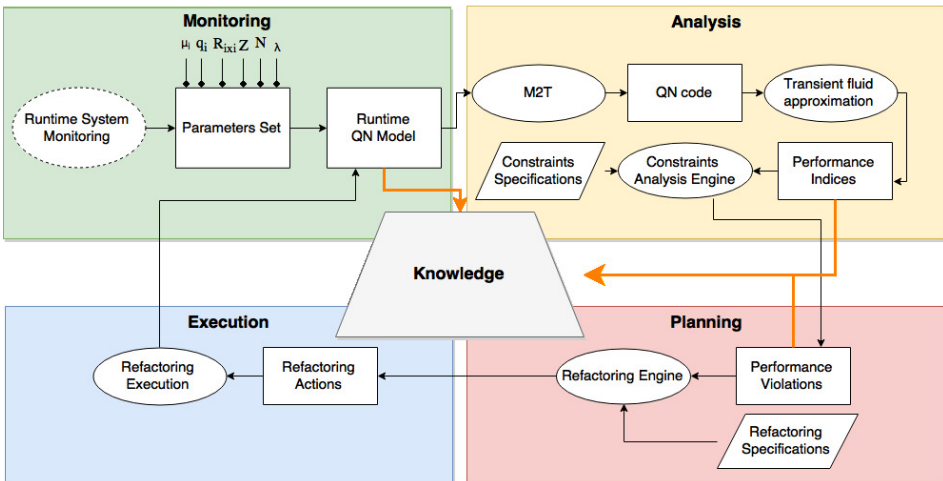 Monitoring
μᵢ qᵢ Rᵢₓᵢ Z N λ
Runtime System
Monitoring
Parameters Set
Runtime
QN Model
Analysis
M2T
QN code
Transient fluid
approximation
Constraints
Specifications
Constraints
Analysis Engine
Performance
Indices
Knowledge
Execution
Refactoring
Execution
Refactoring
Actions
Planning
Refactoring Engine
Performance
Violations
Refactoring
Specifications